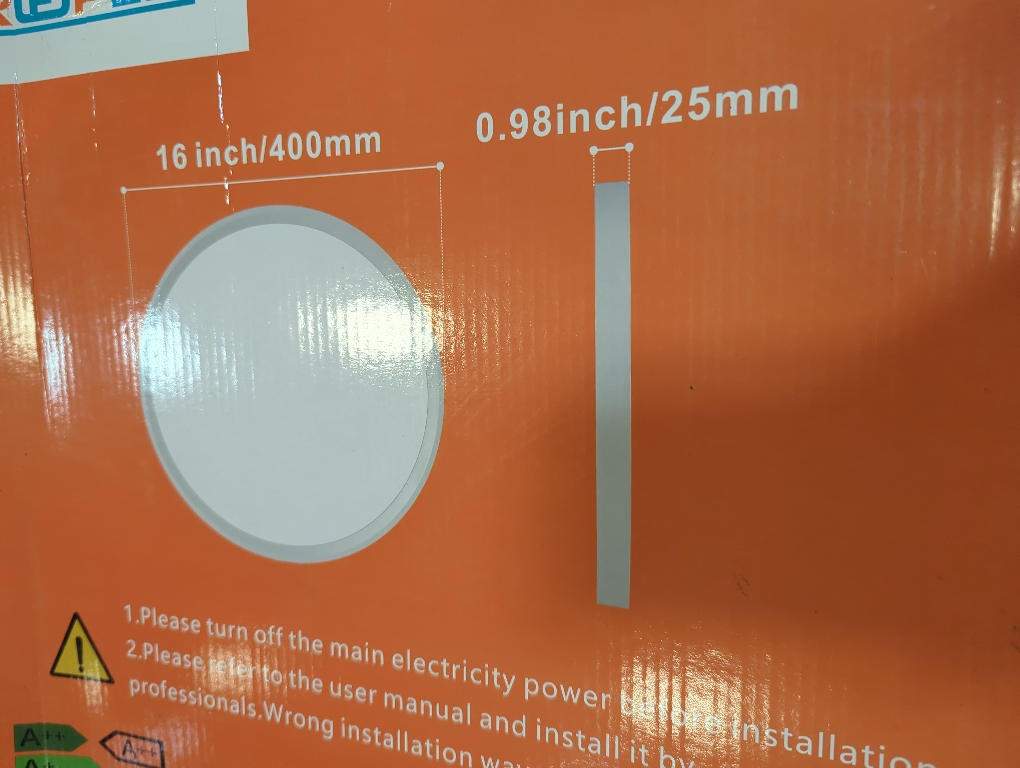 16 inch/400mm
0.98inch/25mm
1.Please turn off the main electricity power before installation
2.Please refer to the user manual and install it by
professionals.Wrong installation
A++
A++